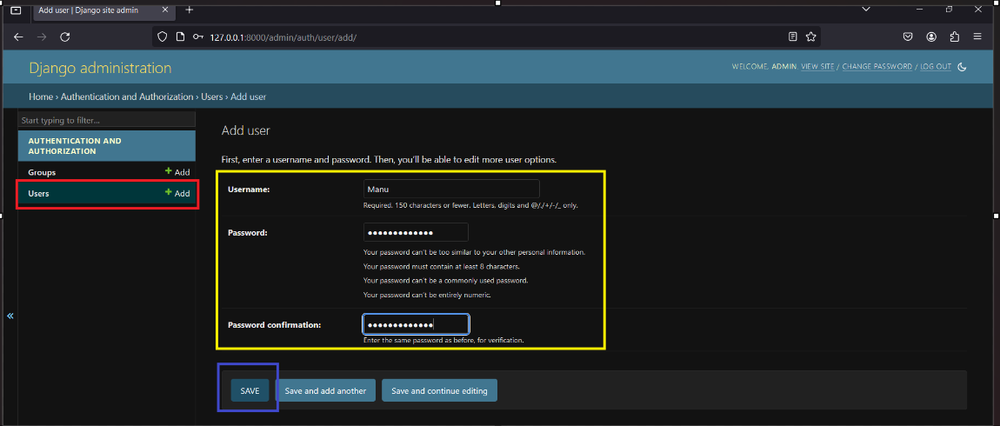 Add user | Django site admin
127.0.0.1:8000/admin/auth/user/add/
Django administration
WELCOME, ADMIN. VIEW SITE / CHANGE PASSWORD / LOG OUT
Home › Authentication and Authorization › Users › Add user
Start typing to filter...
AUTHENTICATION AND
AUTHORIZATION
Groups + Add
Users + Add
Add user
First, enter a username and password. Then, you'll be able to edit more user options.
Username: Manu
Required. 150 characters or fewer. Letters, digits and @/./+/-/_ only.
Password: •••••••••••••
Your password can't be too similar to your other personal information.
Your password must contain at least 8 characters.
Your password can't be a commonly used password.
Your password can't be entirely numeric.
Password confirmation: •••••••••••••
Enter the same password as before, for verification.
SAVE Save and add another Save and continue editing